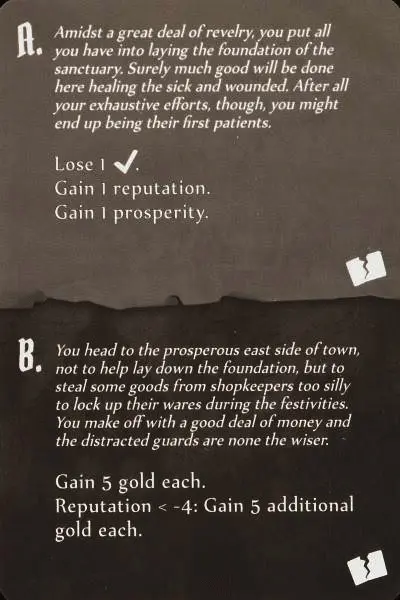 A.
Amidst a great deal of revelry, you put all
you have into laying the foundation of the
sanctuary. Surely much good will be done
here healing the sick and wounded. After all
your exhaustive efforts, though, you might
end up being their first patients.
Lose 1 ✓.
Gain 1 reputation.
Gain 1 prosperity.
B.
You head to the prosperous east side of town,
not to help lay down the foundation, but to
steal some goods from shopkeepers too silly
to lock up their wares during the festivities.
You make off with a good deal of money and
the distracted guards are none the wiser.
Gain 5 gold each.
Reputation < -4: Gain 5 additional
gold each.